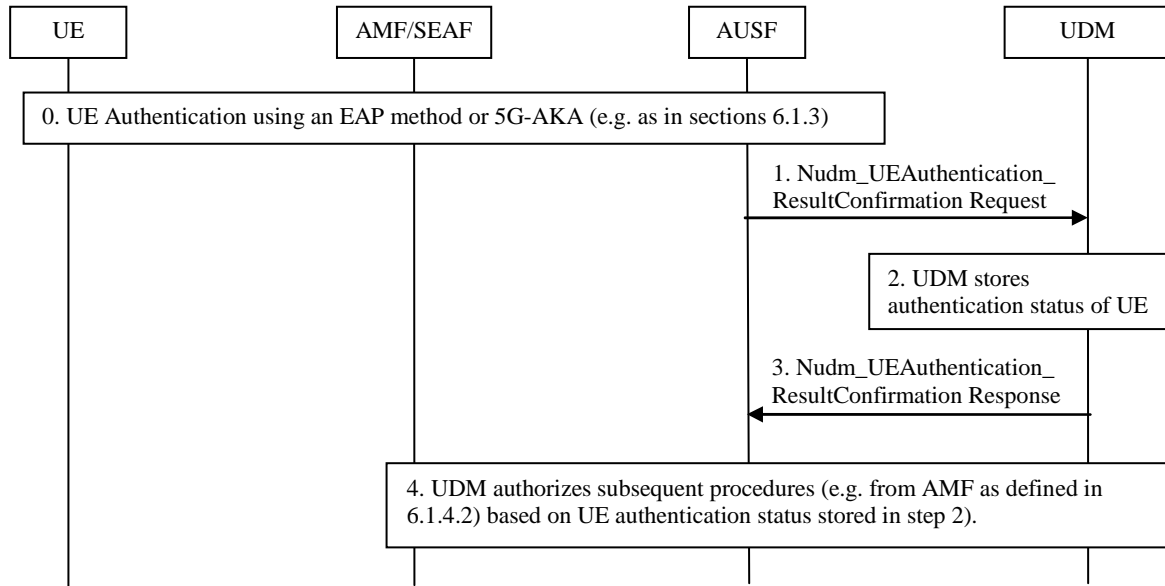 UE
AMF/SEAF
AUSF
UDM
0. UE Authentication using an EAP method or 5G-AKA (e.g. as in sections 6.1.3)
1. Nudm_UEAuthentication_
ResultConfirmation Request
2. UDM stores
authentication status of UE
3. Nudm_UEAuthentication_
ResultConfirmation Response
4. UDM authorizes subsequent procedures (e.g. from AMF as defined in
6.1.4.2) based on UE authentication status stored in step 2).